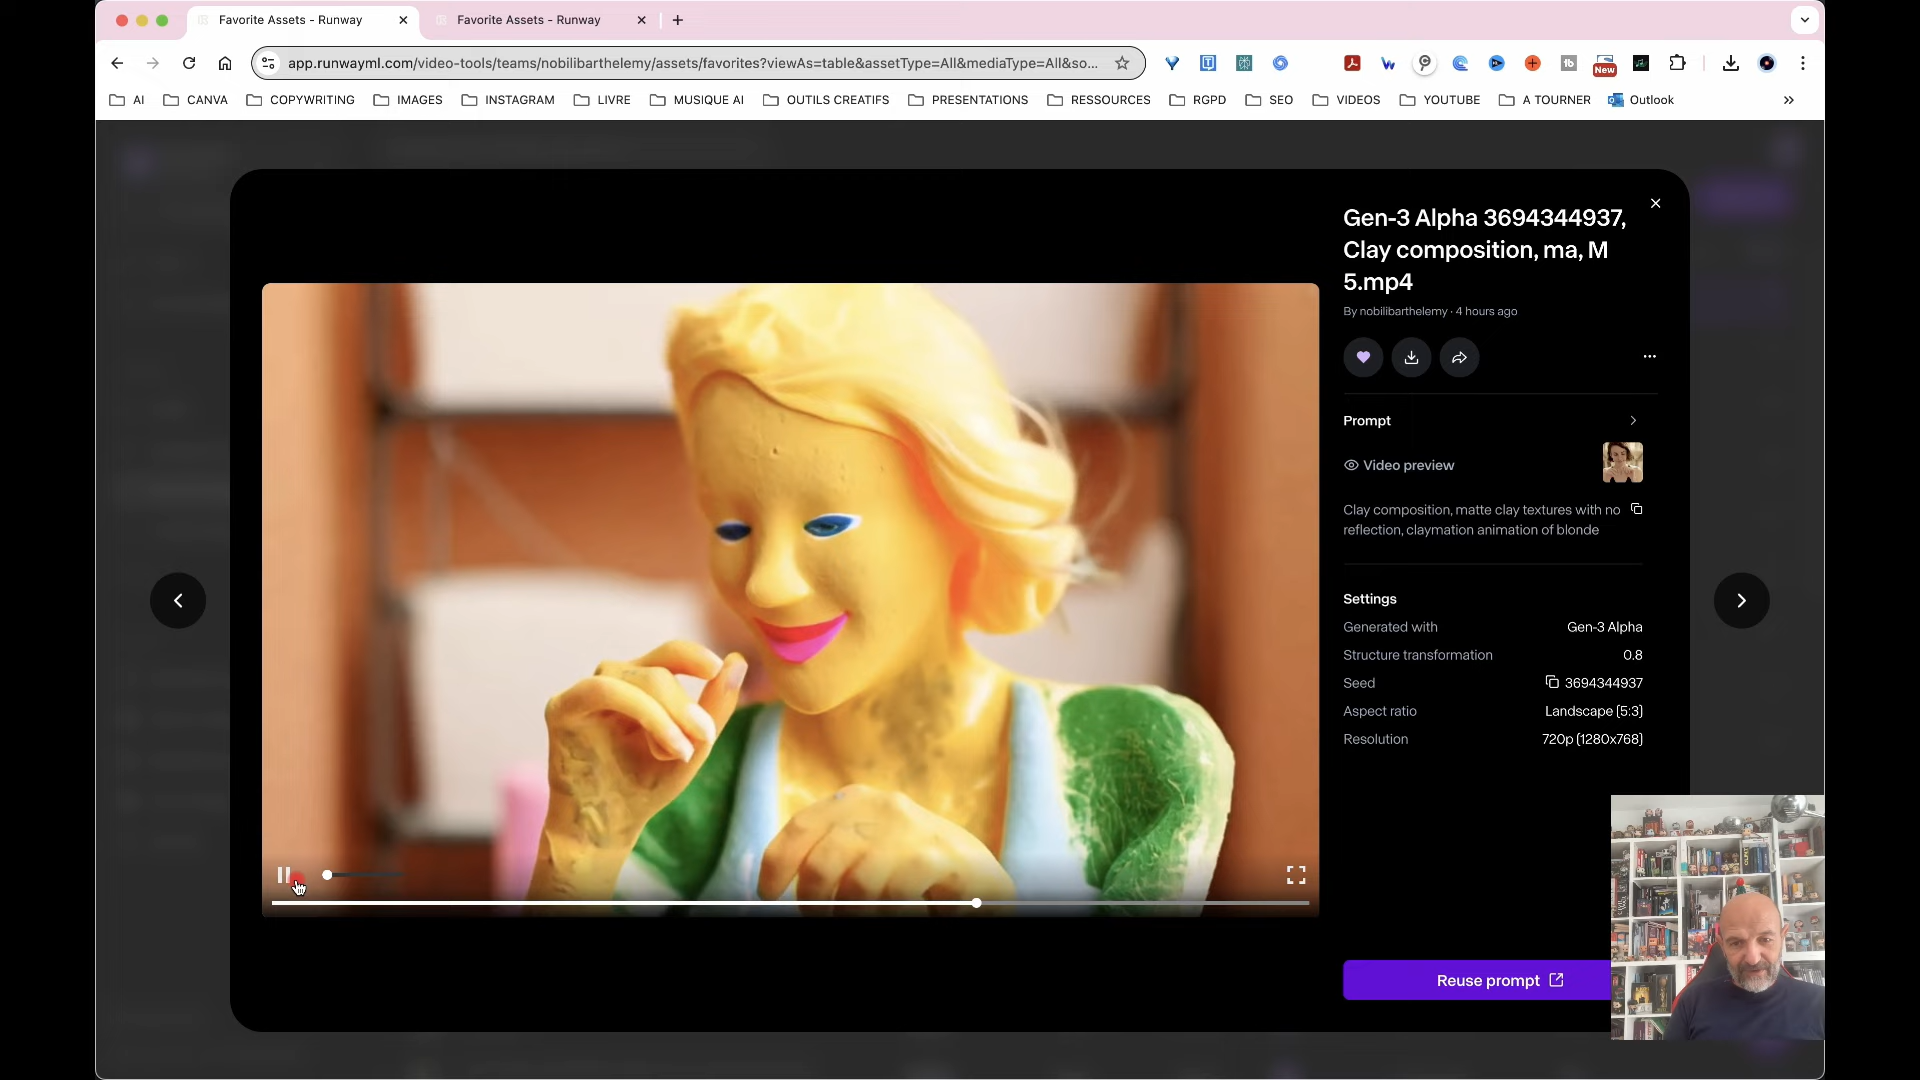 Favorite Assets - Runway
Favorite Assets - Runway
app.runwayml.com/video-tools/teams/nobilibarthelemy/assets/favorites?viewAs=table&assetType=All&mediaType=All&so...
New
AI
CANVA
COPYWRITING
IMAGES
INSTAGRAM
LIVRE
MUSIQUE AI
OUTILS CREATIFS
PRESENTATIONS
RESSOURCES
RGPD
SEO
VIDEOS
YOUTUBE
A TOURNER
Outlook
Gen-3 Alpha 3694344937,
Clay composition, ma, M
5.mp4
By nobilibarthelemy · 4 hours ago
Prompt
Video preview
Clay composition, matte clay textures with no
reflection, claymation animation of blonde
Settings
Generated with Gen-3 Alpha
Structure transformation 0.8
Seed 3694344937
Aspect ratio Landscape (5:3)
Resolution 720p (1280x768)
Reuse prompt